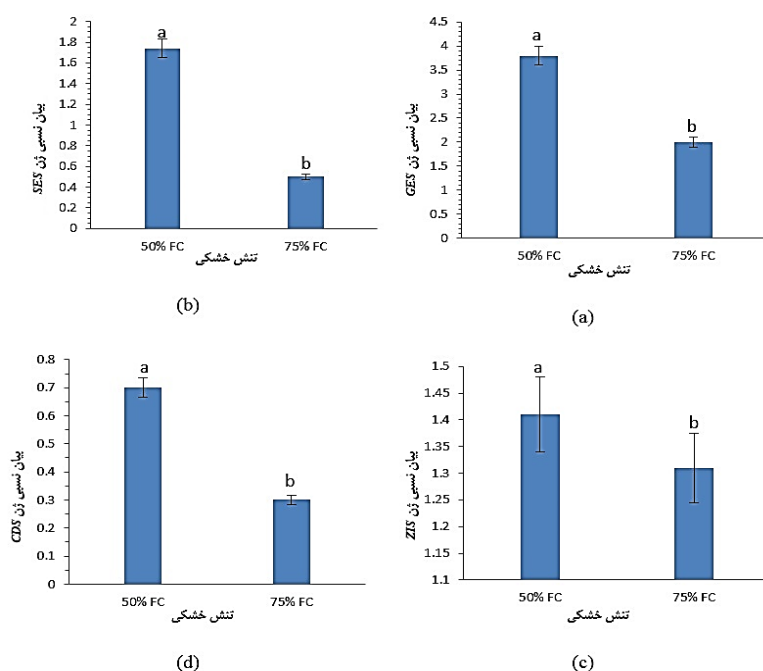 2
1.8
1.6
1.4
1.2
1
0.8
0.6
0.4
0.2
0
بیان نسبی ژن SES
a
b
50% FC
75% FC
تنش خشکی
(b)
4.5
4
3.5
3
2.5
2
1.5
1
0.5
0
بیان نسبی ژن GES
a
b
50% FC
75% FC
تنش خشکی
(a)
0.8
0.7
0.6
0.5
0.4
0.3
0.2
0.1
0
بیان نسبی ژن CDS
a
b
50% FC
75% FC
تنش خشکی
(d)
1.5
1.45
1.4
1.35
1.3
1.25
1.2
1.15
1.1
بیان نسبی ژن ZIS
a
b
50% FC
75% FC
تنش خشکی
(c)